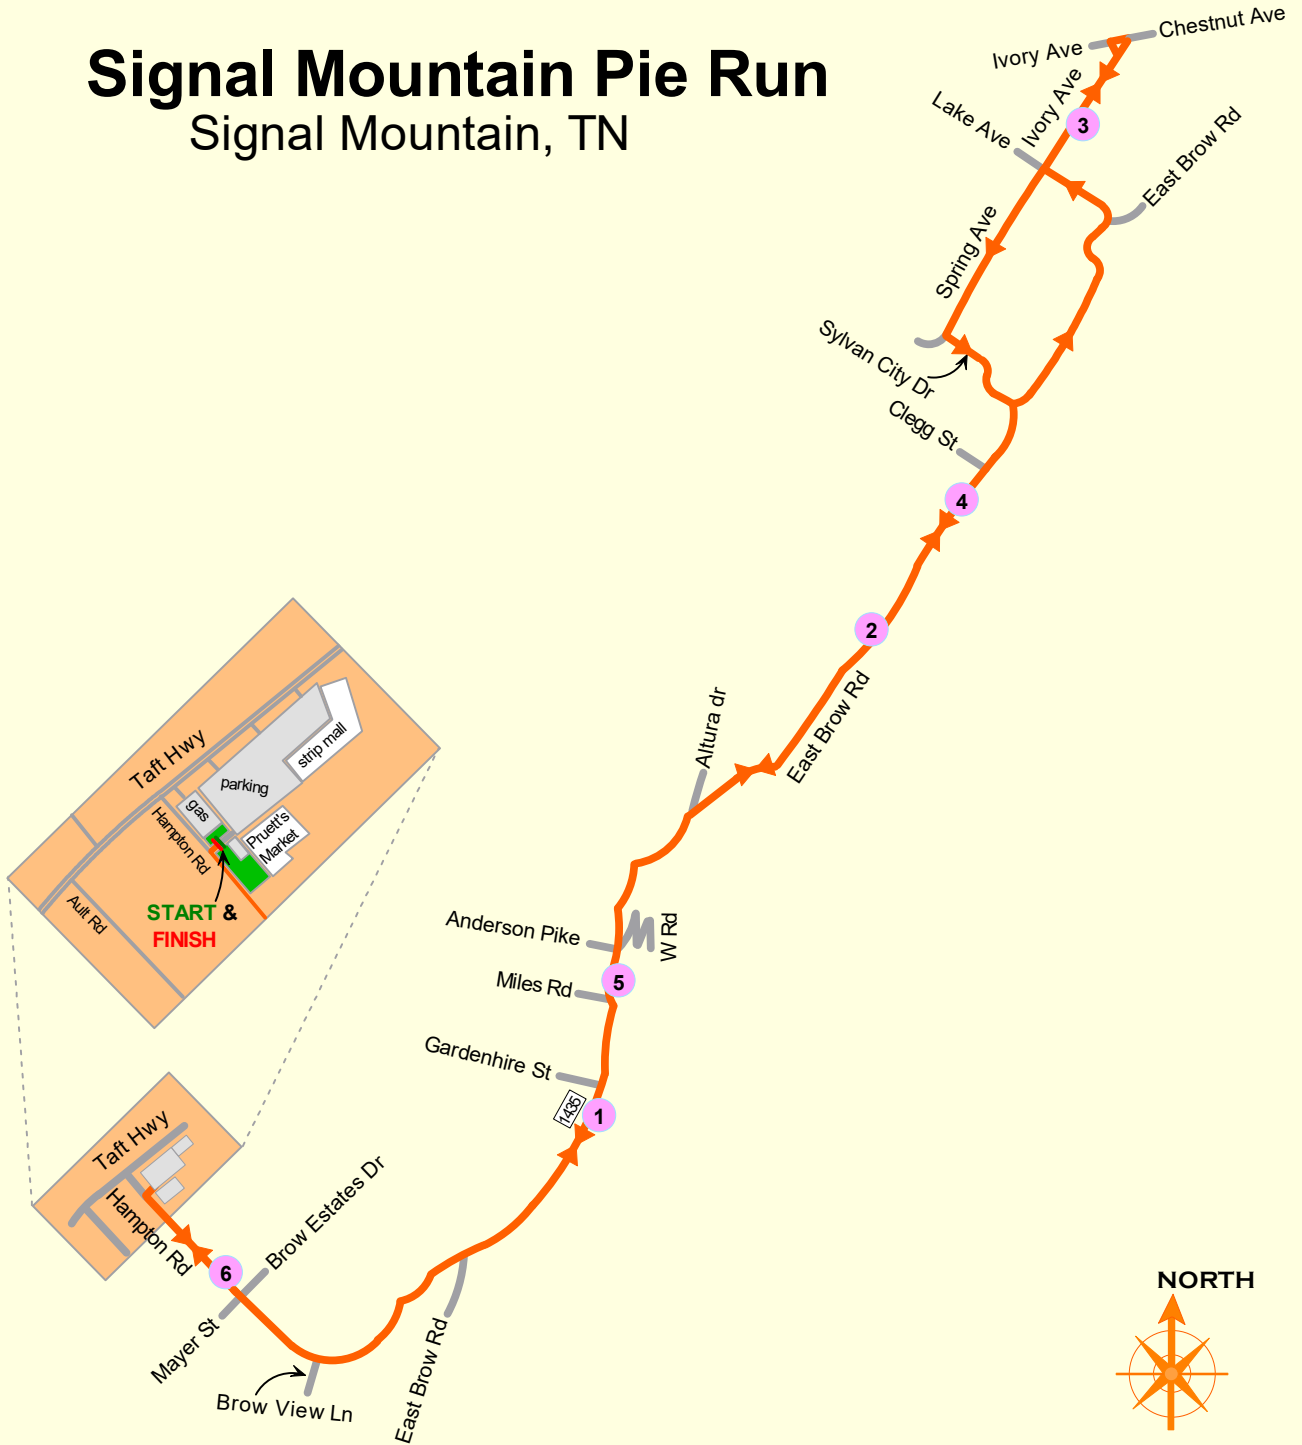 Signal Mountain Pie Run
Signal Mountain, TN
Chestnut Ave
Ivory Ave
Ivory Ave
Lake Ave
3
East Brow Rd
Spring Ave
Sylvan City Dr
Clegg St
4
2
East Brow Rd
Altura dr
Taft Hwy
strip mall
parking
gas
Pruett's
Market
Hampton Rd
Ault Rd
START &
FINISH
Anderson Pike
W Rd
5
Miles Rd
Gardenhire St
1435
1
Taft Hwy
Hampton Rd
Brow Estates Dr
6
Mayer St
Brow View Ln
East Brow Rd
NORTH